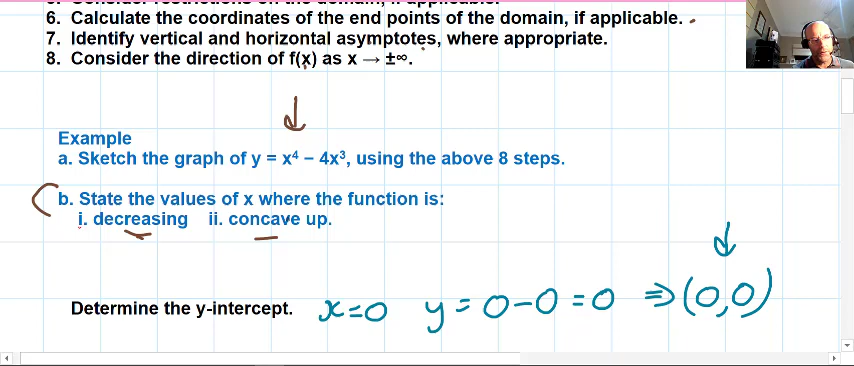 6. Calculate the coordinates of the end points of the domain, if applicable.
7. Identify vertical and horizontal asymptotes, where appropriate.
8. Consider the direction of f(x) as x → ±∞.
Example
a. Sketch the graph of y = x⁴ – 4x³, using the above 8 steps.
b. State the values of x where the function is:
i. decreasing ii. concave up.
Determine the y-intercept. x=0 y = 0-0 = 0 ⇒ (0,0)